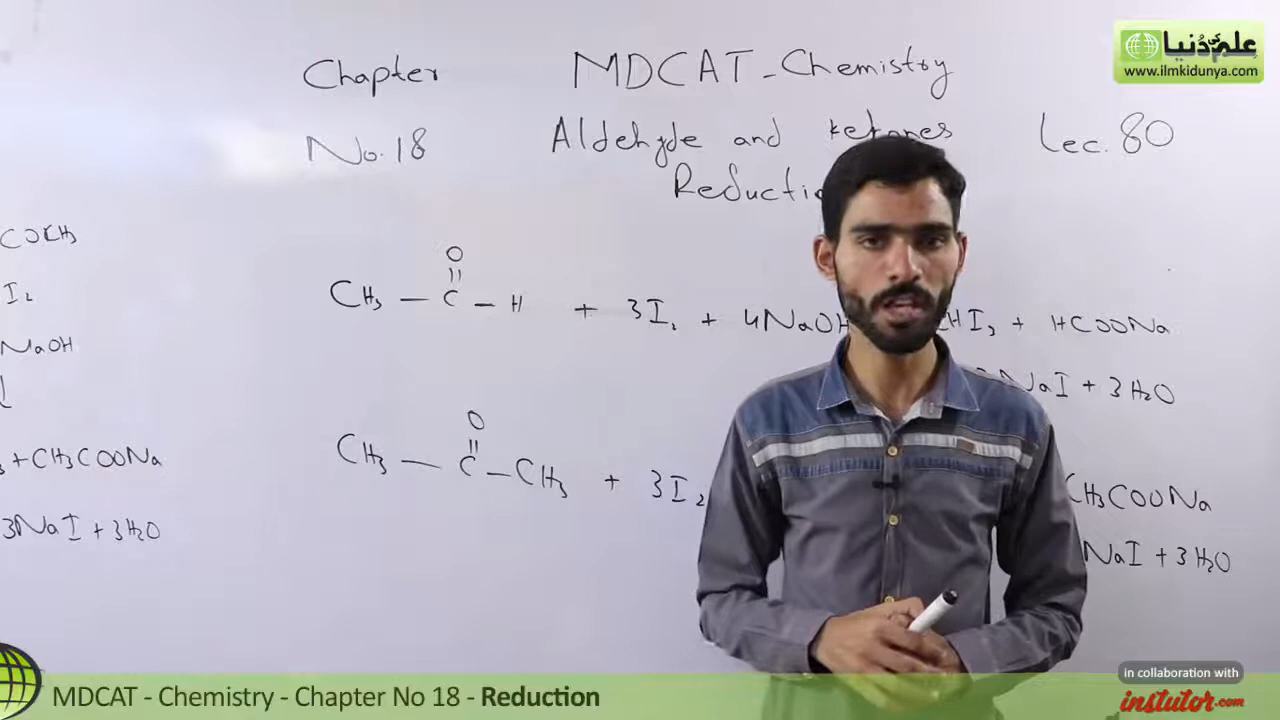 علم کی دُنیا
www.ilmkidunya.com
Chapter
No. 18
MDCAT - Chemistry
Aldehyde and ketones
Lec. 80
Reductio
COCH3
I2
NaOH
+ CH3COONa
3NaI + 3H2O
O
CH3 — C — H + 3I2 + 4NaOH HI3 + HCOONa
NaI + 3H2O
O
CH3 — C — CH3 + 3I2 CH3COONa
NaI + 3H2O
in collaboration with
instutor.com
MDCAT - Chemistry - Chapter No 18 - Reduction